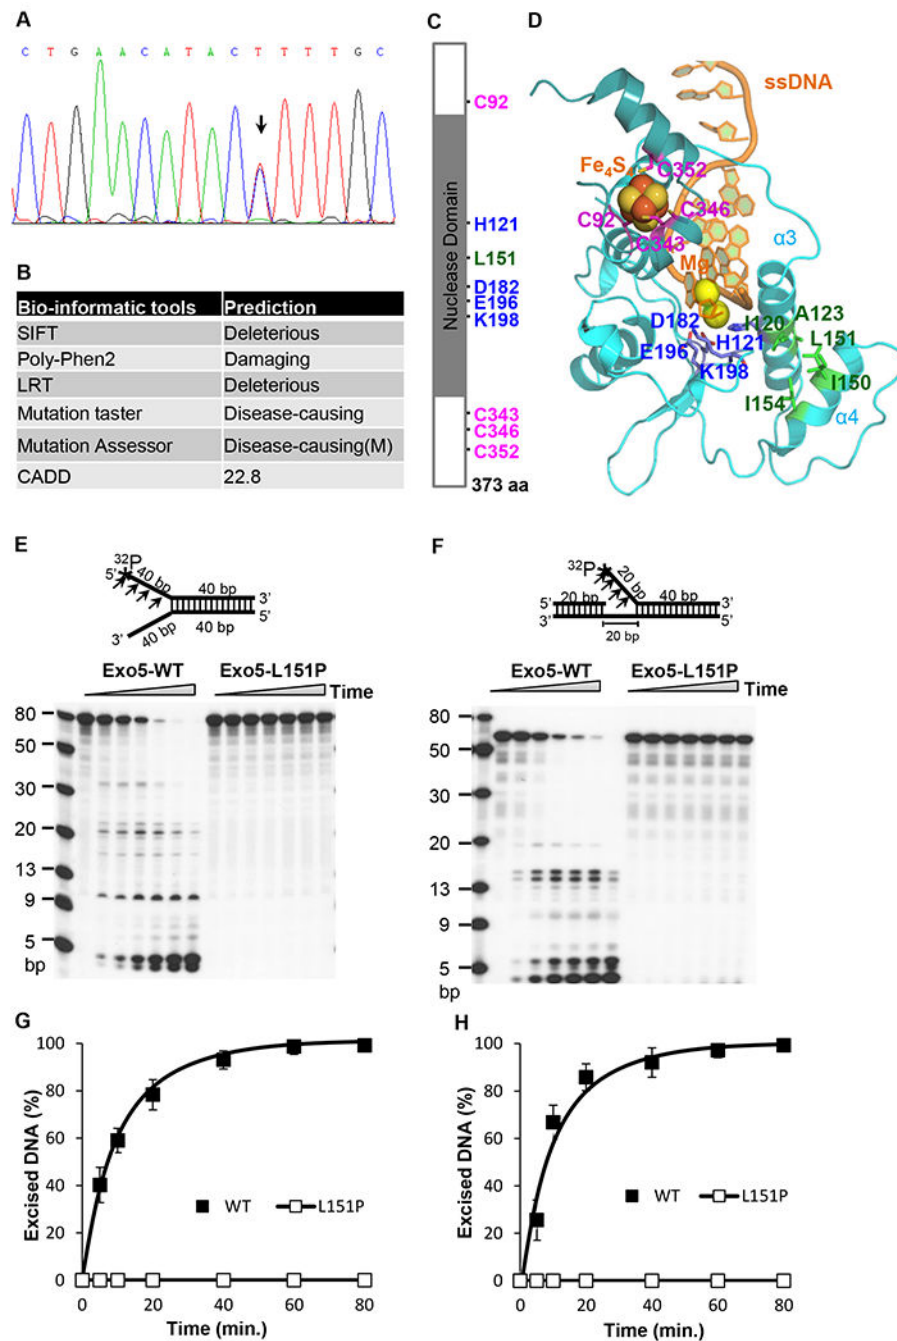 A
C T G A A C A T A C T T T T G C
B
Bio-informatic tools Prediction
SIFT Deleterious
Poly-Phen2 Damaging
LRT Deleterious
Mutation taster Disease-causing
Mutation Assessor Disease-causing(M)
CADD 22.8
C
Nuclease Domain
C92
H121
L151
D182
E196
K198
C343
C346
C352
373 aa
D
ssDNA
Fe4S4
C352
C346
C92
C343
Mg
α3
D182
I120
A123
H121
L151
E196
K198
I150
I154
α4
E
32P
5’
40 bp
40 bp
3’
5’
3’
40 bp
40 bp
Exo5-WT Exo5-L151P
Time
80
50
30
20
13
9
5
bp
F
32P
20 bp
20 bp
40 bp
5’
3’
3’
5’
20 bp
Exo5-WT Exo5-L151P
Time
80
50
30
20
13
9
5
bp
G
Excised DNA (%)
100
80
60
40
20
0
WT L151P
0 20 40 60 80
Time (min.)
H
Excised DNA (%)
100
80
60
40
20
0
WT L151P
0 20 40 60 80
Time (min.)